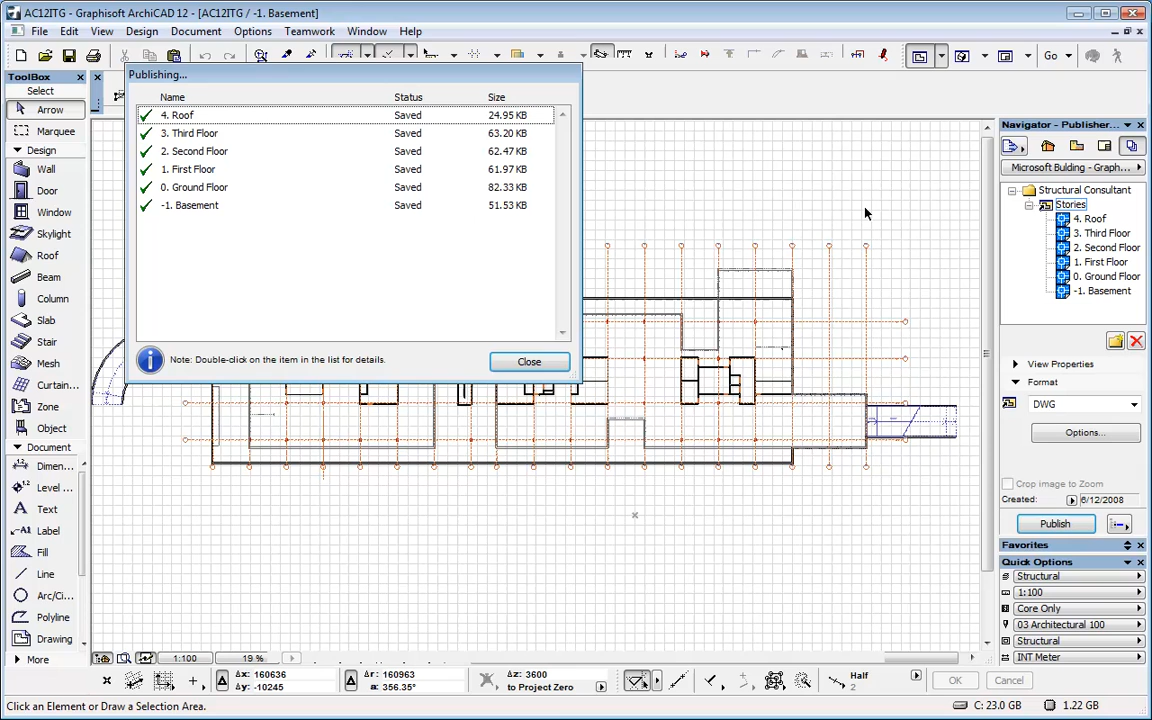 AC12ITG - Graphisoft ArchiCAD 12 - [AC12ITG / -1. Basement]
File Edit View Design Document Options Teamwork Window Help
Go
ToolBox
Select
Arrow
Marquee
Design
Wall
Door
Window
Skylight
Roof
Beam
Column
Slab
Stair
Mesh
Curtain...
Zone
Object
Document
Dimen...
Level ...
Text
Label
Fill
Line
Arc/Ci...
Polyline
Drawing
More
Publishing...
Name Status Size
4. Roof Saved 24.95 KB
3. Third Floor Saved 63.20 KB
2. Second Floor Saved 62.47 KB
1. First Floor Saved 61.97 KB
0. Ground Floor Saved 82.33 KB
-1. Basement Saved 51.53 KB
Note: Double-click on the item in the list for details.
Close
Navigator - Publisher...
Microsoft Bulding - Graph...
Structural Consultant
Stories
4. Roof
3. Third Floor
2. Second Floor
1. First Floor
0. Ground Floor
-1. Basement
View Properties
Format
DWG
Options...
Crop image to Zoom
Created: 6/12/2008
Publish
Favorites
Quick Options
Structural
1:100
Core Only
03 Architectural 100
Structural
INT Meter
1:100 19 %
Δx: 160636
Δy: -10245
Δr: 160963
a: 356.35°
Δz: 3600
to Project Zero
Half
2
OK Cancel
Click an Element or Draw a Selection Area.
C: 23.0 GB 1.22 GB